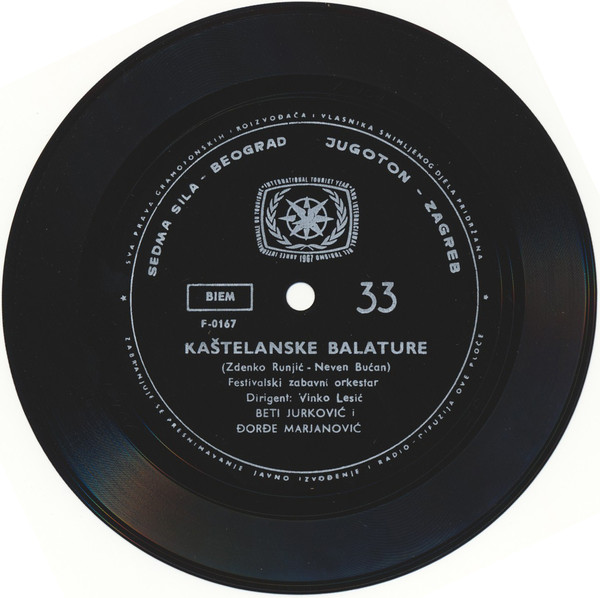 SVA PRAVA GRAMOFONSKIH PROIZVOĐAČA I VLASNIKA SNIMLJENOG DJELA PRIDRŽANA
SEDMA SILA - BEOGRAD JUGOTON - ZAGREB
INTERNATIONAL TOURIST YEAR
1967
BIEM
33
F-0167
KAŠTELANSKE BALATURE
(Zdenko Runjić - Neven Bućan)
Festivalski zabavni orkestar
Dirigent: Vinko Lesić
BETI JURKOVIĆ i
ĐORĐE MARJANOVIĆ
ZABRANJUJE SE PRESNIMAVANJE JAVNO IZVOĐENJE I RADIO-DIFUZIJA OVE PLOČE